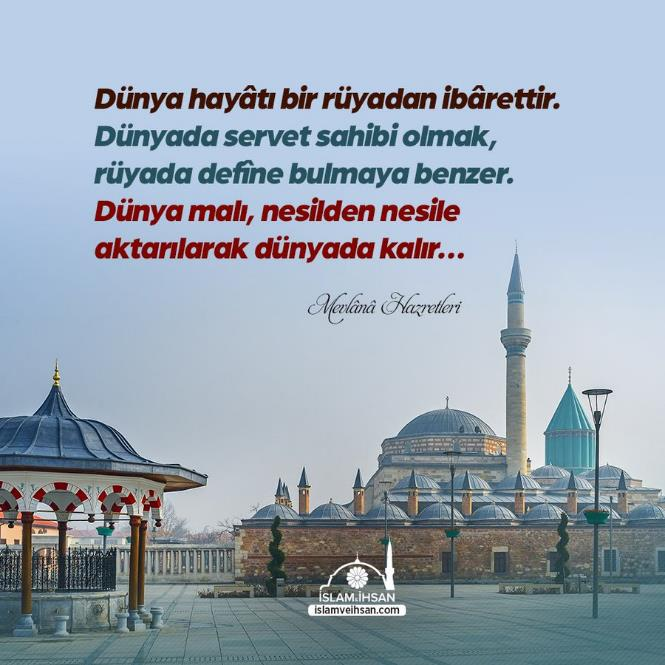 Dünya hayâtı bir rüyadan ibârettir.
Dünyada servet sahibi olmak,
rüyada defîne bulmaya benzer.
Dünya malı, nesilden nesile
aktarılarak dünyada kalır...
Mevlânâ Hazretleri
İSLAM&İHSAN
islamveihsan.com